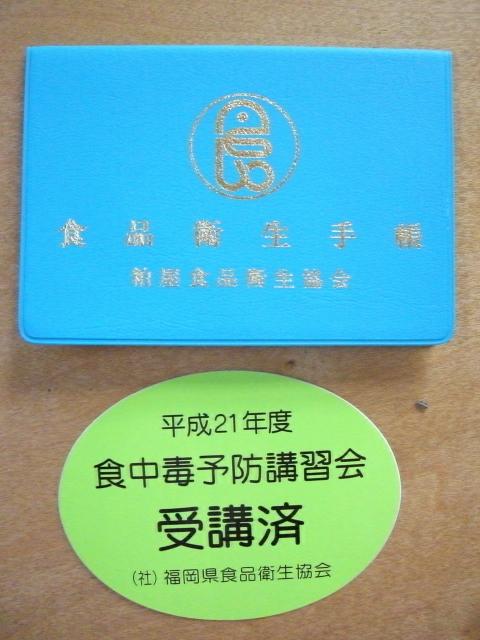 食品衛生手帳
粕屋食品衛生協会
平成21年度
食中毒予防講習会
受講済
(社)福岡県食品衛生協会